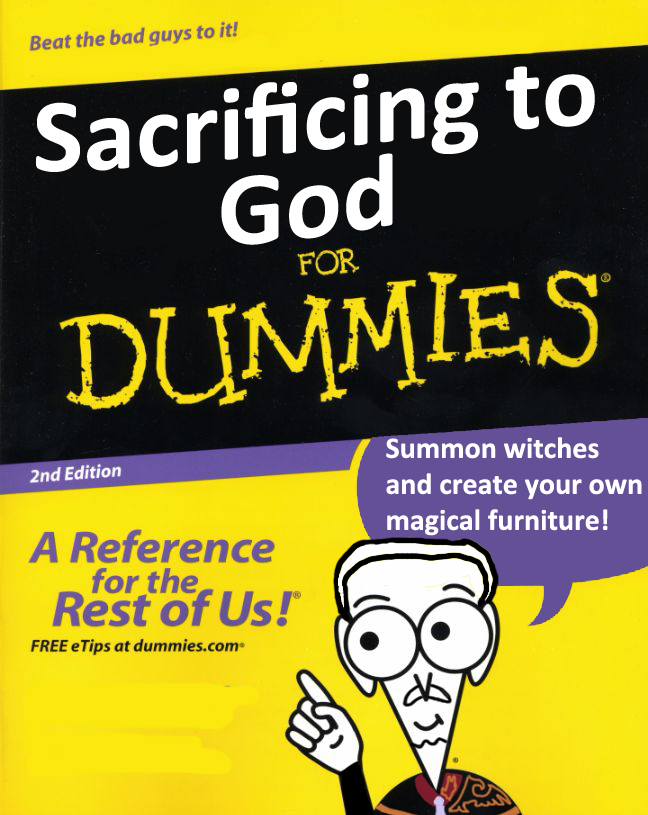 Beat the bad guys to it!
Sacrificing to
God
FOR
DUMMIES®
2nd Edition
Summon witches
and create your own
magical furniture!
A Reference
for the
Rest of Us!®
FREE eTips at dummies.com®
®